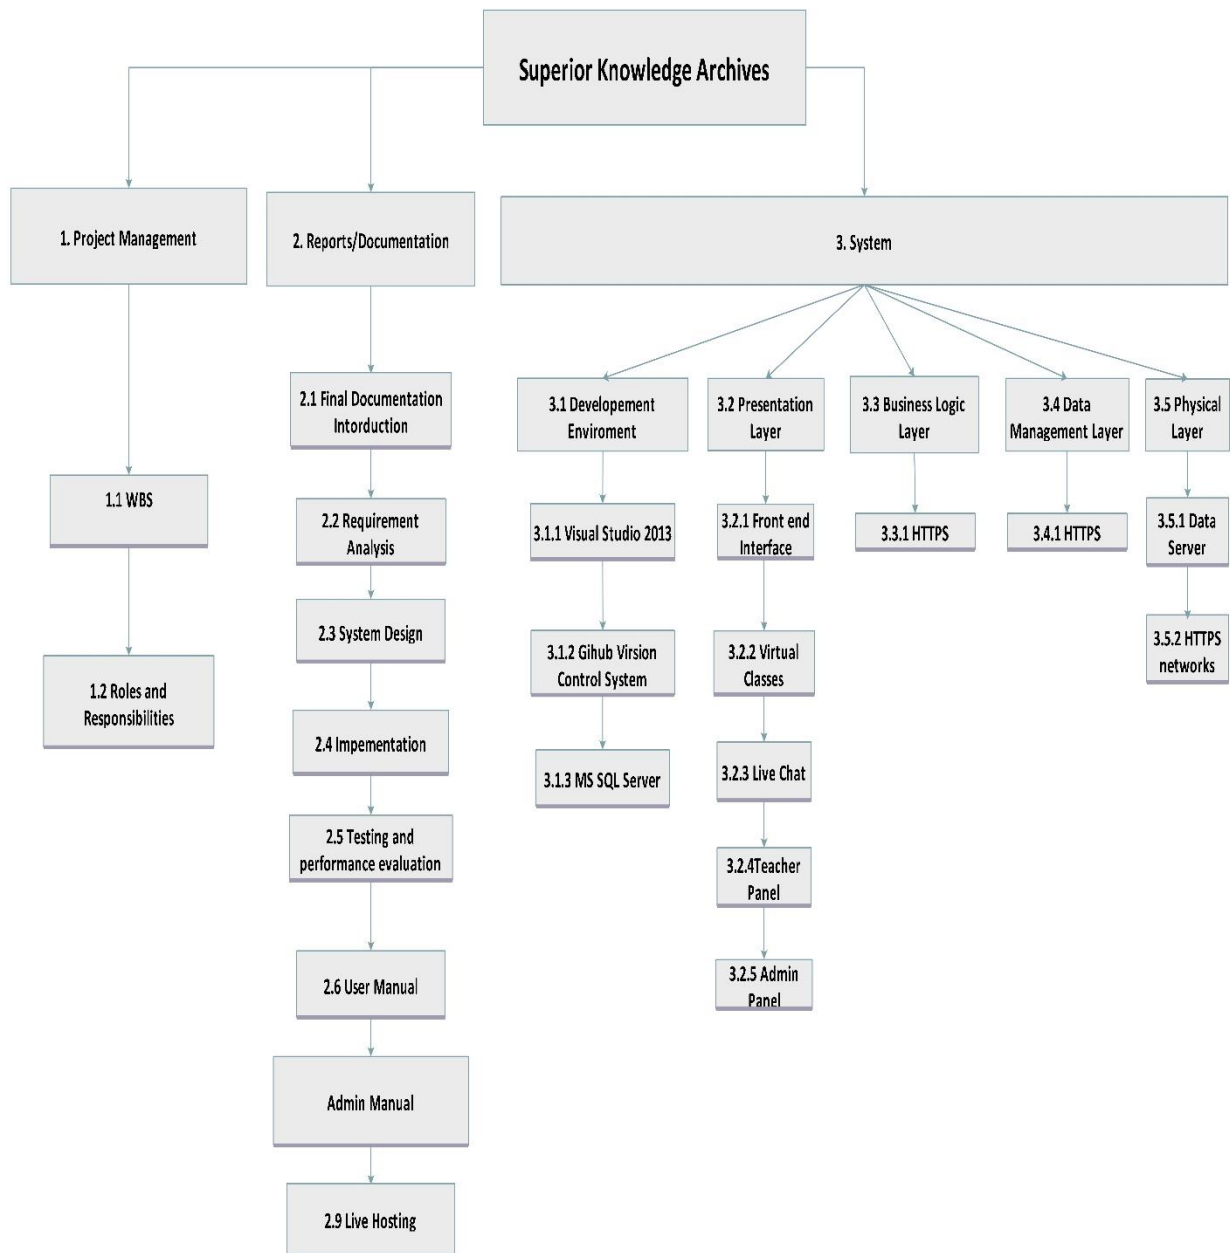 Superior Knowledge Archives
1. Project Management
2. Reports/Documentation
3. System
2.1 Final Documentation
Intorduction
3.1 Developement
Enviroment
3.2 Presentation
Layer
3.3 Business Logic
Layer
3.4 Data
Management Layer
3.5 Physical
Layer
1.1 WBS
2.2 Requirement
Analysis
3.1.1 Visual Studio 2013
3.2.1 Front end
Interface
3.3.1 HTTPS
3.4.1 HTTPS
3.5.1 Data
Server
2.3 System Design
3.1.2 Gihub Virsion
Control System
3.2.2 Virtual
Classes
3.5.2 HTTPS
networks
1.2 Roles and
Responsibilities
2.4 Impementation
3.1.3 MS SQL Server
3.2.3 Live Chat
2.5 Testing and
performance evaluation
3.2.4Teacher
Panel
2.6 User Manual
3.2.5 Admin
Panel
Admin Manual
2.9 Live Hosting